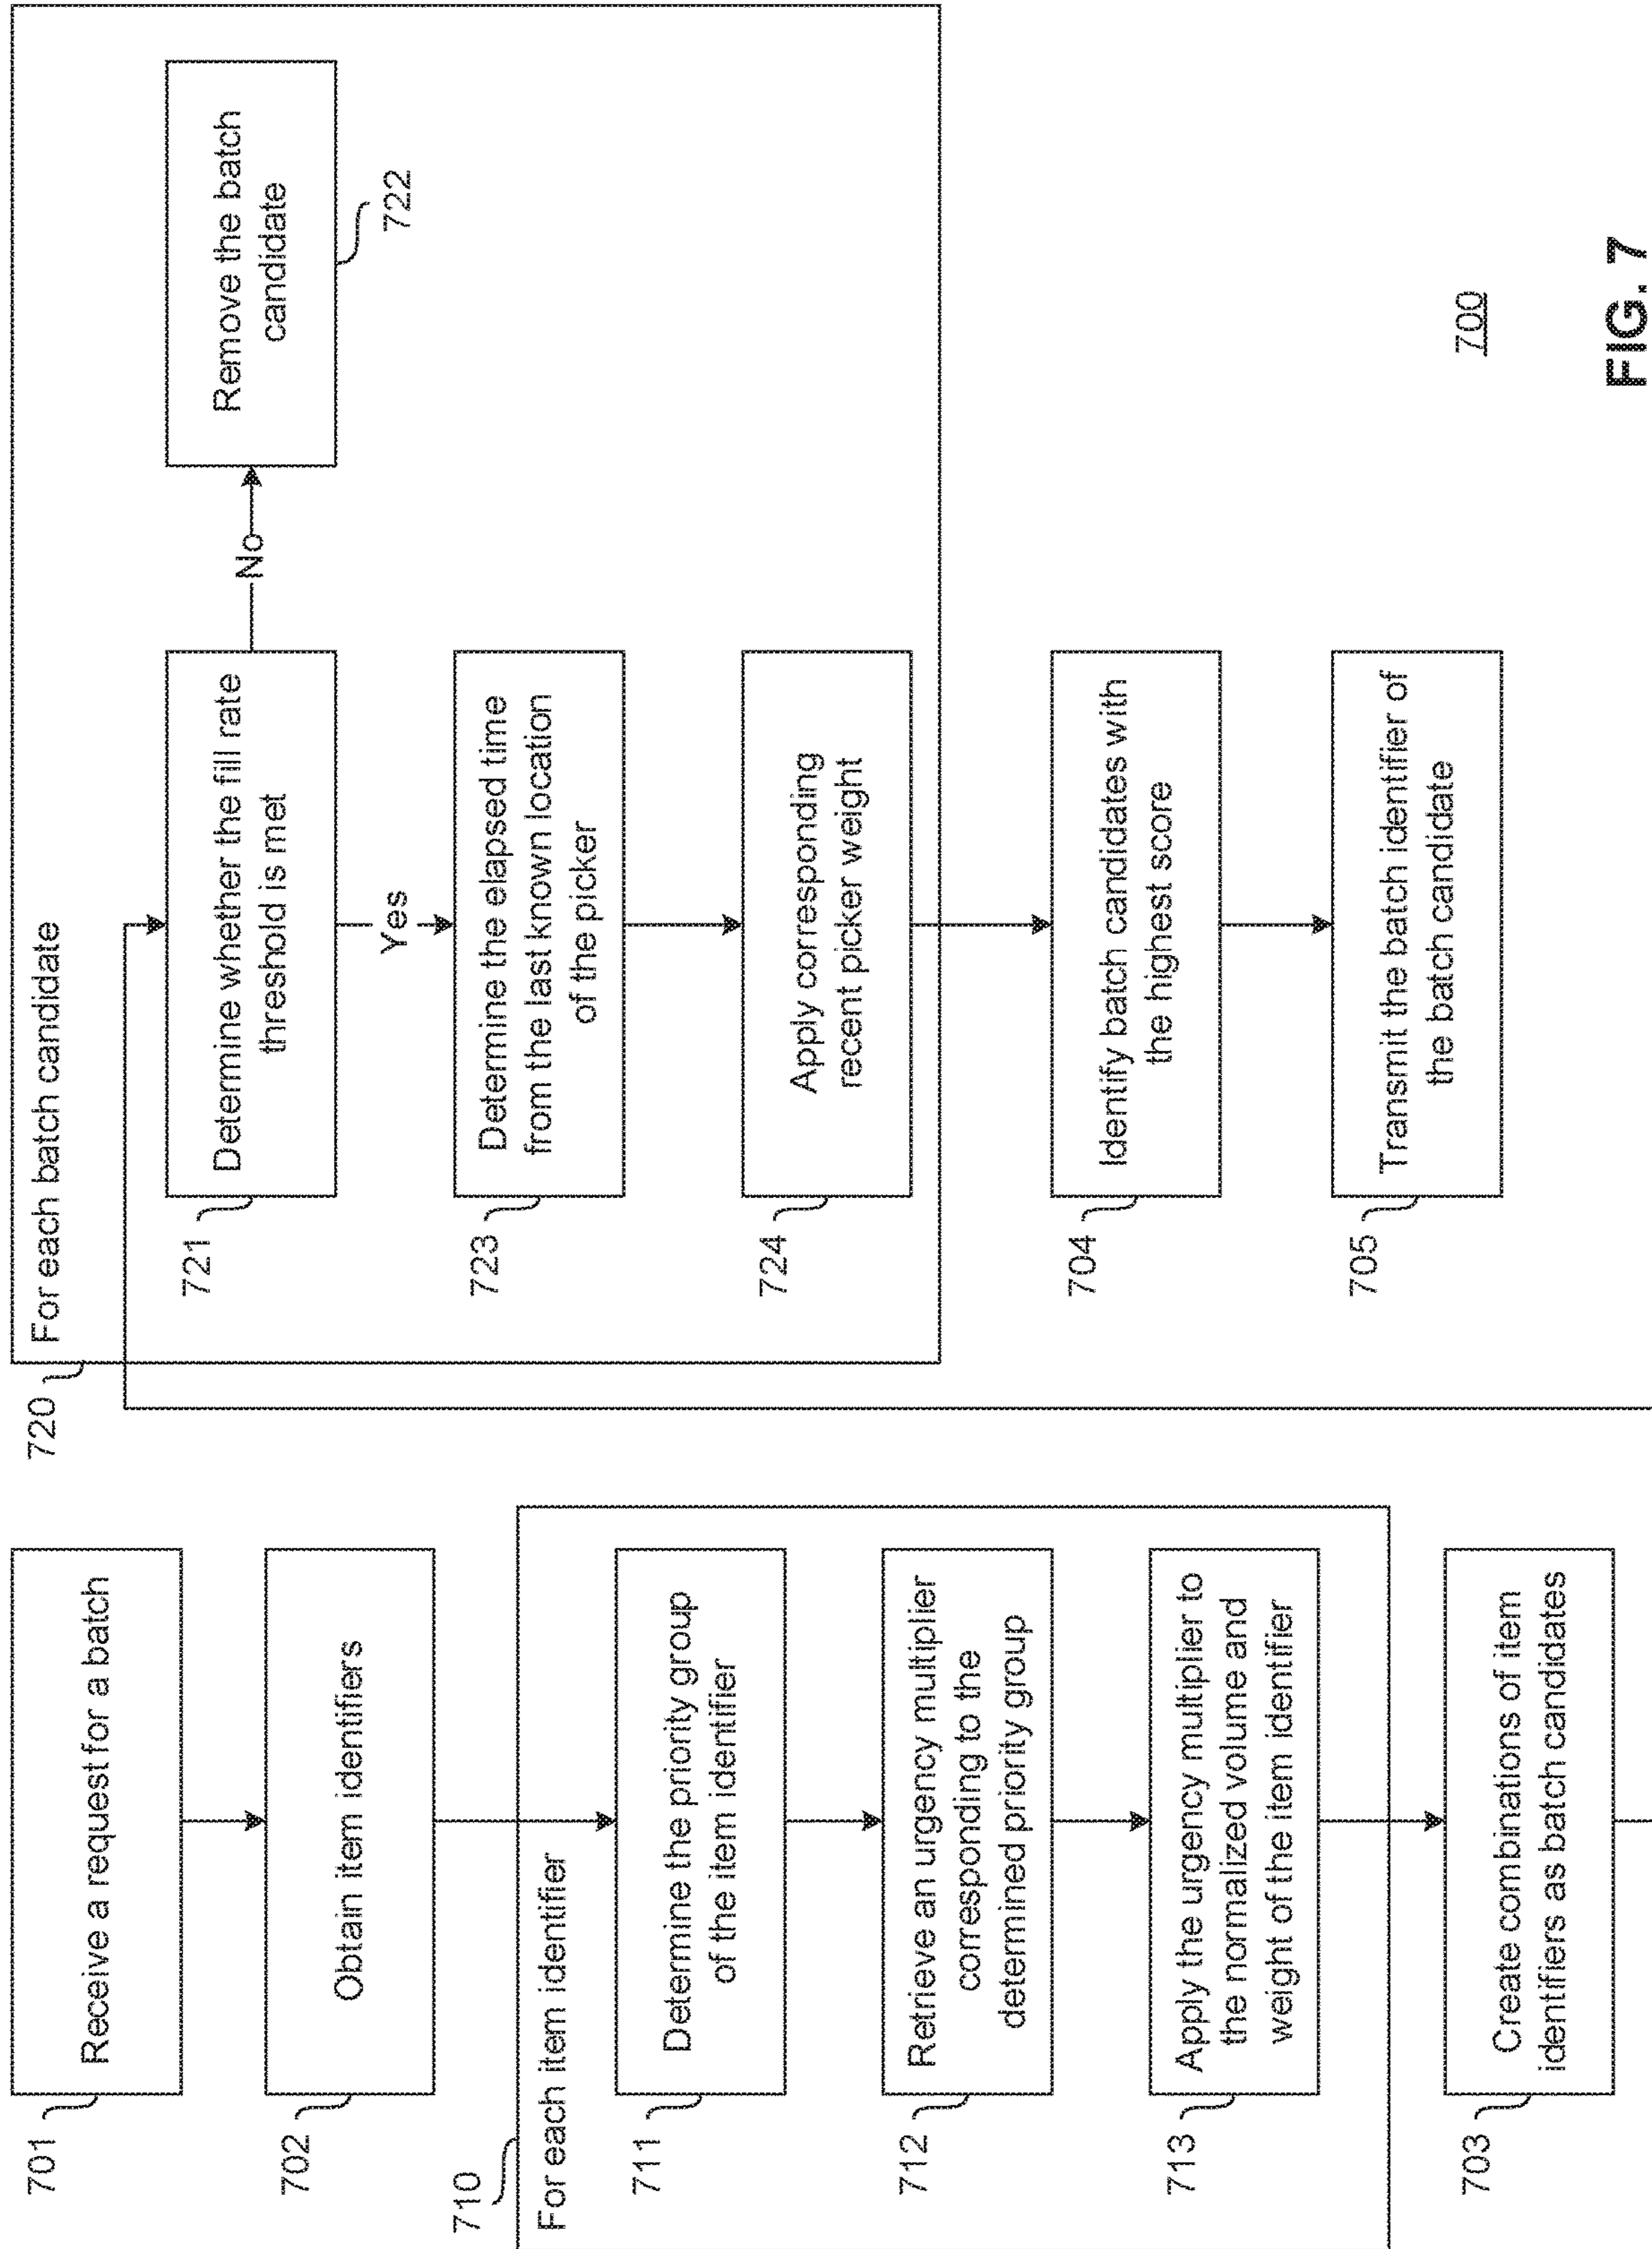 701
Receive a request for a batch
702
Obtain item identifiers
710
For each item identifier
711
Determine the priority group
of the item identifier
712
Retrieve an urgency multiplier
corresponding to the
determined priority group
713
Apply the urgency multiplier to
the normalized volume and
weight of the item identifier
703
Create combinations of item
identifiers as batch candidates
720
For each batch candidate
721
Determine whether the fill rate
threshold is met
No
Remove the batch
candidate
722
Yes
723
Determine the elapsed time
from the last known location
of the picker
724
Apply corresponding
recent picker weight
704
Identify batch candidates with
the highest score
705
Transmit the batch identifier of
the batch candidate
700
FIG. 7